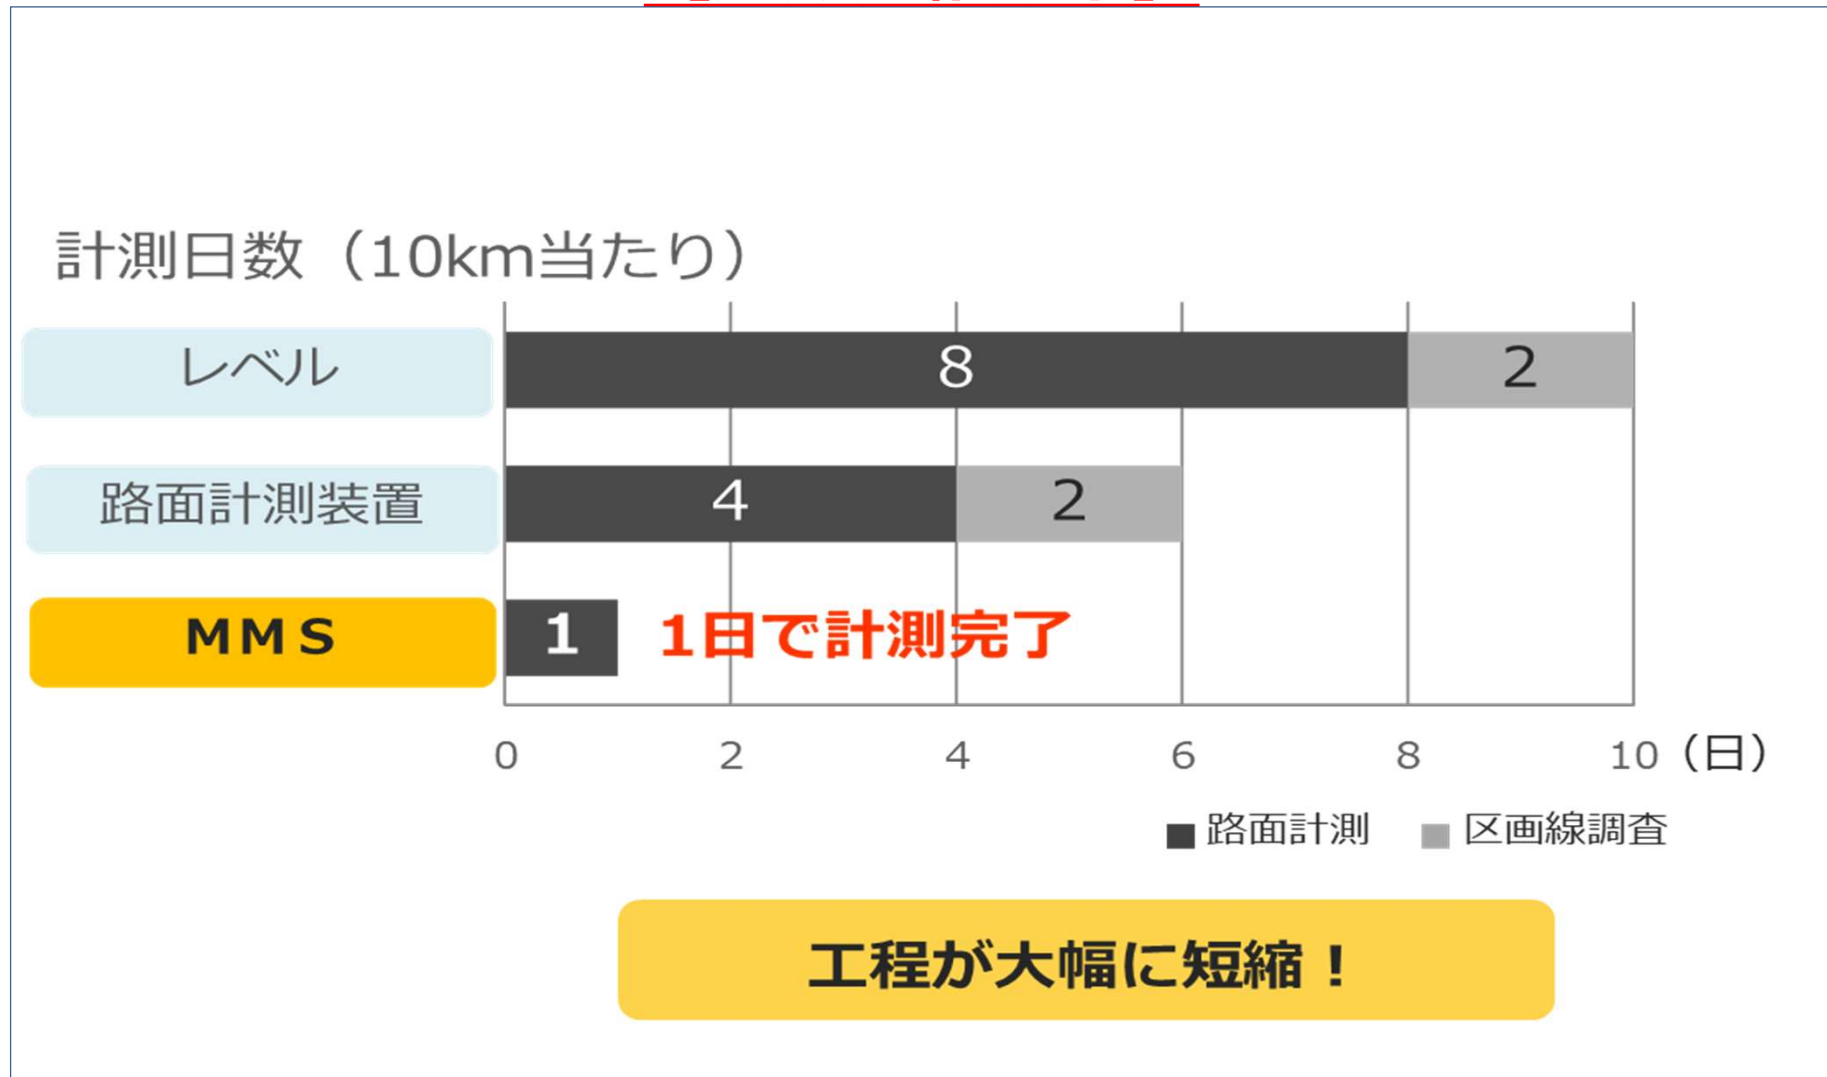 計測日数（10km当たり）
レベル
8
2
路面計測装置
4
2
MMS
1
1日で計測完了
0
2
4
6
8
10（日）
路面計測
区画線調査
工程が大幅に短縮！